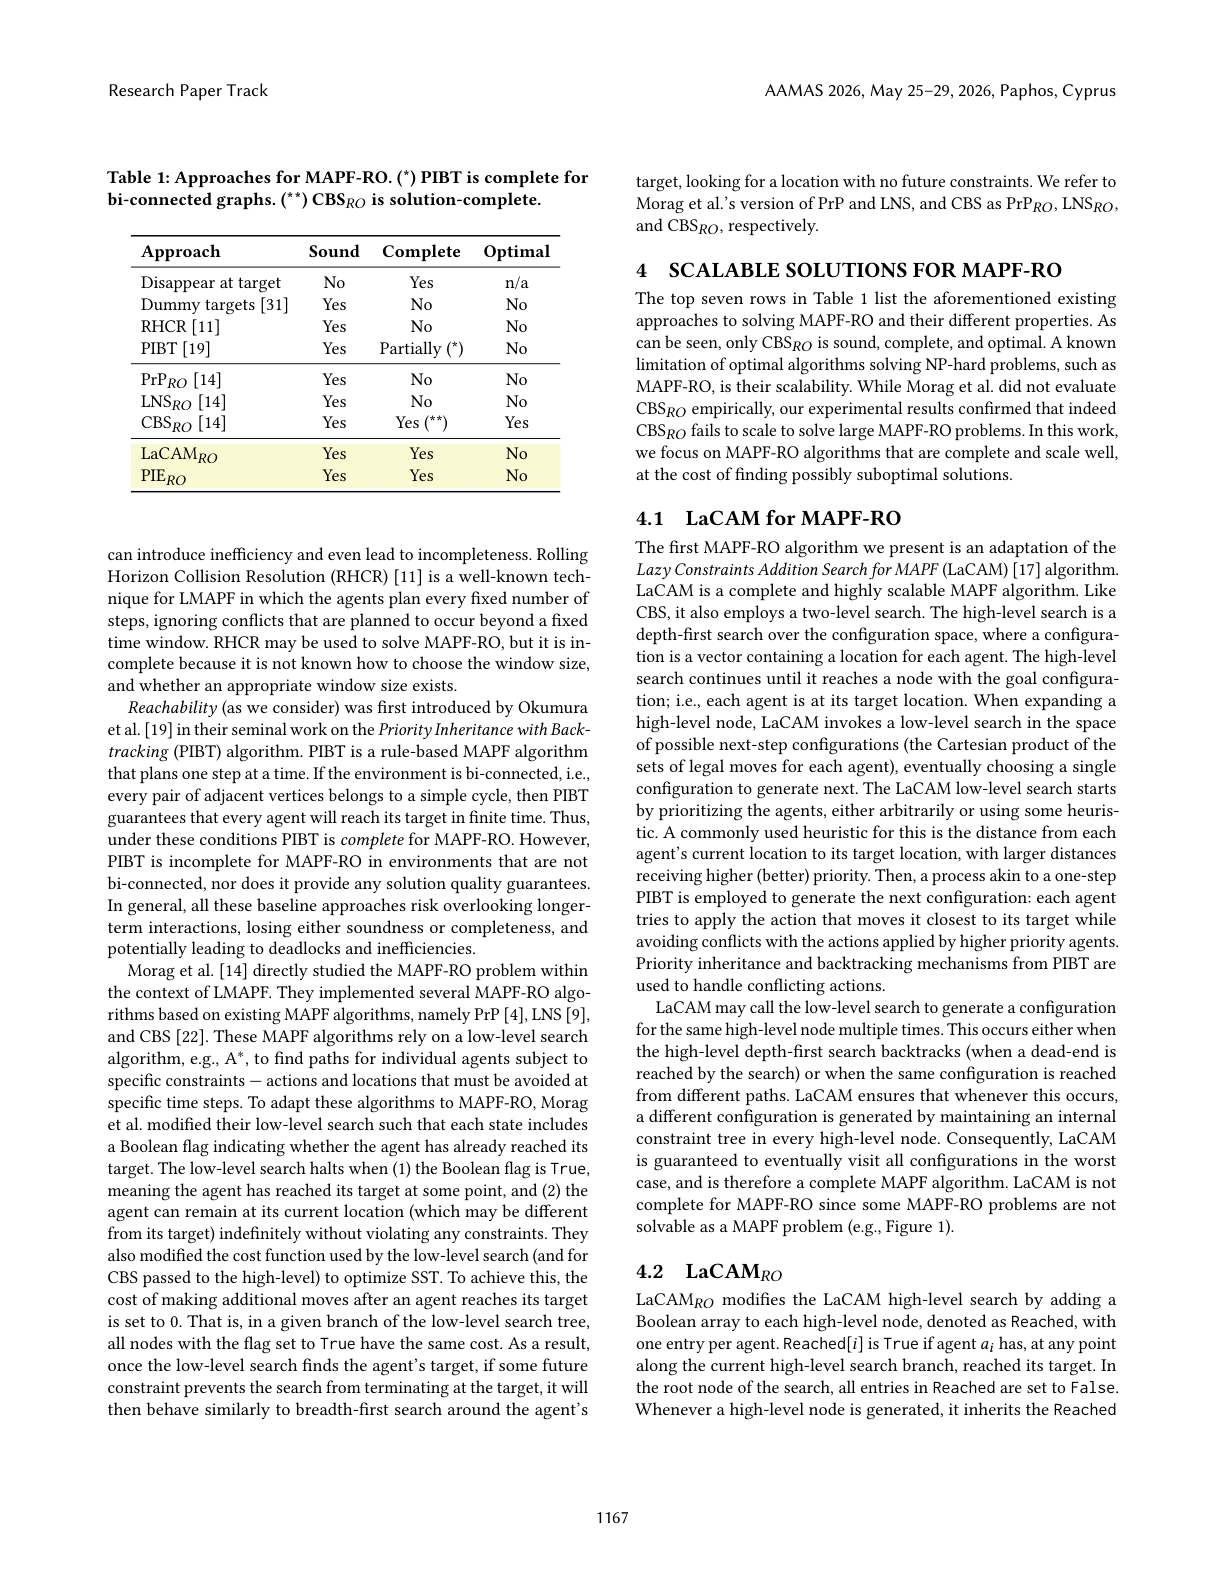 Research Paper Track
AAMAS 2026, May 25–29, 2026, Paphos, Cyprus
Table 1: Approaches for MAPF-RO. (*) PIBT is complete for
bi-connected graphs. (**) CBSRO is solution-complete.
Approach Sound Complete Optimal
Disappear at target No Yes n/a
Dummy targets [31] Yes No No
RHCR [11] Yes No No
PIBT [19] Yes Partially (*) No
PrPRO [14] Yes No No
LNSRO [14] Yes No No
CBSRO [14] Yes Yes (**) Yes
LaCAMRO Yes Yes No
PIERO Yes Yes No
can introduce inefficiency and even lead to incompleteness. Rolling
Horizon Collision Resolution (RHCR) [11] is a well-known tech-
nique for LMAPF in which the agents plan every fixed number of
steps, ignoring conflicts that are planned to occur beyond a fixed
time window. RHCR may be used to solve MAPF-RO, but it is in-
complete because it is not known how to choose the window size,
and whether an appropriate window size exists.
Reachability (as we consider) was first introduced by Okumura
et al. [19] in their seminal work on the Priority Inheritance with Back-
tracking (PIBT) algorithm. PIBT is a rule-based MAPF algorithm
that plans one step at a time. If the environment is bi-connected, i.e.,
every pair of adjacent vertices belongs to a simple cycle, then PIBT
guarantees that every agent will reach its target in finite time. Thus,
under these conditions PIBT is complete for MAPF-RO. However,
PIBT is incomplete for MAPF-RO in environments that are not
bi-connected, nor does it provide any solution quality guarantees.
In general, all these baseline approaches risk overlooking longer-
term interactions, losing either soundness or completeness, and
potentially leading to deadlocks and inefficiencies.
Morag et al. [14] directly studied the MAPF-RO problem within
the context of LMAPF. They implemented several MAPF-RO algo-
rithms based on existing MAPF algorithms, namely PrP [4], LNS [9],
and CBS [22]. These MAPF algorithms rely on a low-level search
algorithm, e.g., A*, to find paths for individual agents subject to
specific constraints — actions and locations that must be avoided at
specific time steps. To adapt these algorithms to MAPF-RO, Morag
et al. modified their low-level search such that each state includes
a Boolean flag indicating whether the agent has already reached its
target. The low-level search halts when (1) the Boolean flag is True,
meaning the agent has reached its target at some point, and (2) the
agent can remain at its current location (which may be different
from its target) indefinitely without violating any constraints. They
also modified the cost function used by the low-level search (and for
CBS passed to the high-level) to optimize SST. To achieve this, the
cost of making additional moves after an agent reaches its target
is set to 0. That is, in a given branch of the low-level search tree,
all nodes with the flag set to True have the same cost. As a result,
once the low-level search finds the agent's target, if some future
constraint prevents the search from terminating at the target, it will
then behave similarly to breadth-first search around the agent's
target, looking for a location with no future constraints. We refer to
Morag et al.'s version of PrP and LNS, and CBS as PrPRO, LNSRO,
and CBSRO, respectively.
4 SCALABLE SOLUTIONS FOR MAPF-RO
The top seven rows in Table 1 list the aforementioned existing
approaches to solving MAPF-RO and their different properties. As
can be seen, only CBSRO is sound, complete, and optimal. A known
limitation of optimal algorithms solving NP-hard problems, such as
MAPF-RO, is their scalability. While Morag et al. did not evaluate
CBSRO empirically, our experimental results confirmed that indeed
CBSRO fails to scale to solve large MAPF-RO problems. In this work,
we focus on MAPF-RO algorithms that are complete and scale well,
at the cost of finding possibly suboptimal solutions.
4.1 LaCAM for MAPF-RO
The first MAPF-RO algorithm we present is an adaptation of the
Lazy Constraints Addition Search for MAPF (LaCAM) [17] algorithm.
LaCAM is a complete and highly scalable MAPF algorithm. Like
CBS, it also employs a two-level search. The high-level search is a
depth-first search over the configuration space, where a configura-
tion is a vector containing a location for each agent. The high-level
search continues until it reaches a node with the goal configura-
tion; i.e., each agent is at its target location. When expanding a
high-level node, LaCAM invokes a low-level search in the space
of possible next-step configurations (the Cartesian product of the
sets of legal moves for each agent), eventually choosing a single
configuration to generate next. The LaCAM low-level search starts
by prioritizing the agents, either arbitrarily or using some heuris-
tic. A commonly used heuristic for this is the distance from each
agent's current location to its target location, with larger distances
receiving higher (better) priority. Then, a process akin to a one-step
PIBT is employed to generate the next configuration: each agent
tries to apply the action that moves it closest to its target while
avoiding conflicts with the actions applied by higher priority agents.
Priority inheritance and backtracking mechanisms from PIBT are
used to handle conflicting actions.
LaCAM may call the low-level search to generate a configuration
for the same high-level node multiple times. This occurs either when
the high-level depth-first search backtracks (when a dead-end is
reached by the search) or when the same configuration is reached
from different paths. LaCAM ensures that whenever this occurs,
a different configuration is generated by maintaining an internal
constraint tree in every high-level node. Consequently, LaCAM
is guaranteed to eventually visit all configurations in the worst
case, and is therefore a complete MAPF algorithm. LaCAM is not
complete for MAPF-RO since some MAPF-RO problems are not
solvable as a MAPF problem (e.g., Figure 1).
4.2 LaCAMRO
LaCAMRO modifies the LaCAM high-level search by adding a
Boolean array to each high-level node, denoted as Reached, with
one entry per agent. Reached[i] is True if agent ai has, at any point
along the current high-level search branch, reached its target. In
the root node of the search, all entries in Reached are set to False.
Whenever a high-level node is generated, it inherits the Reached
1167